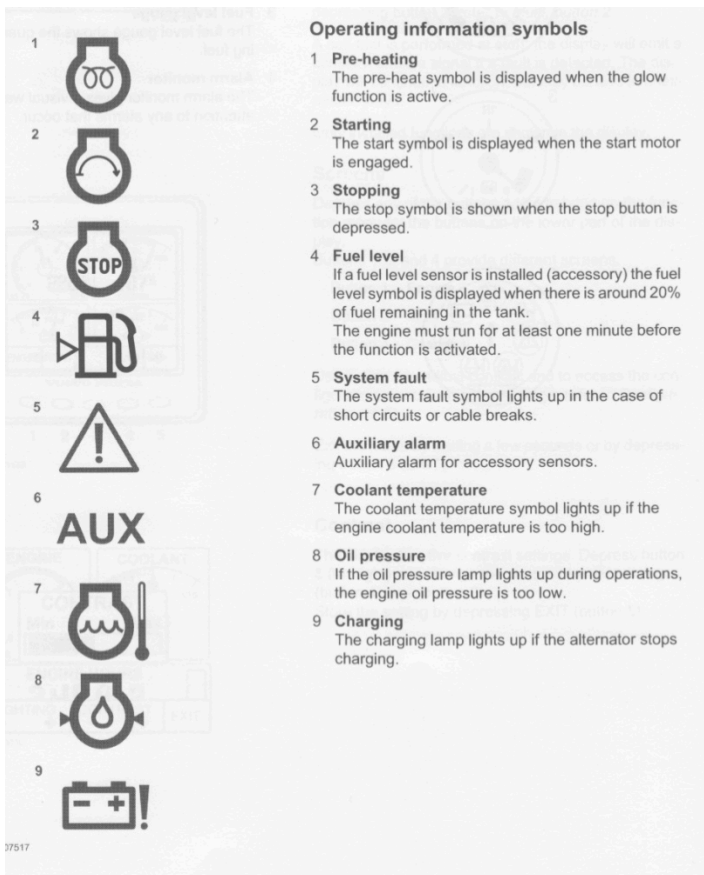 Operating information symbols
1 Pre-heating
The pre-heat symbol is displayed when the glow
function is active.
2 Starting
The start symbol is displayed when the start motor
is engaged.
3 Stopping
The stop symbol is shown when the stop button is
depressed.
4 Fuel level
If a fuel level sensor is installed (accessory) the fuel
level symbol is displayed when there is around 20%
of fuel remaining in the tank.
The engine must run for at least one minute before
the function is activated.
5 System fault
The system fault symbol lights up in the case of
short circuits or cable breaks.
6 Auxiliary alarm
Auxiliary alarm for accessory sensors.
7 Coolant temperature
The coolant temperature symbol lights up if the
engine coolant temperature is too high.
8 Oil pressure
If the oil pressure lamp lights up during operations,
the engine oil pressure is too low.
9 Charging
The charging lamp lights up if the alternator stops
charging.
1
2
3
STOP
4
5
6
AUX
7
8
9
07517